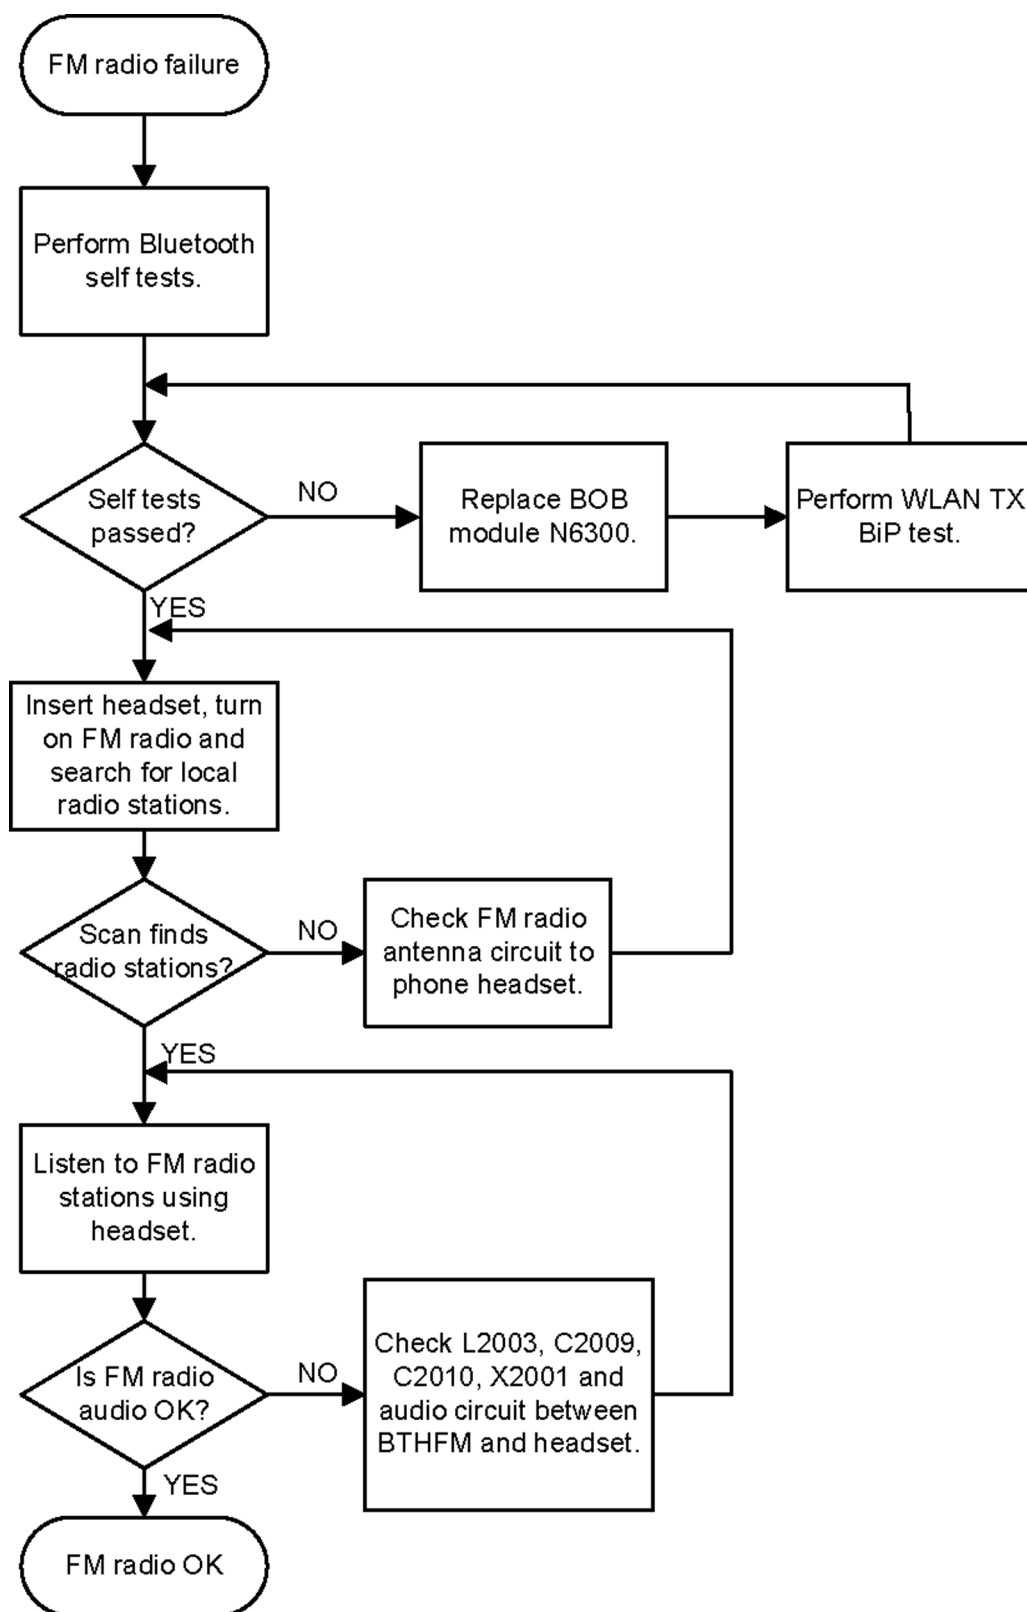 FM radio failure
Perform Bluetooth
self tests.
Self tests
passed?
NO
Replace BOB
module N6300.
Perform WLAN TX
BiP test.
YES
Insert headset, turn
on FM radio and
search for local
radio stations.
Scan finds
radio stations?
NO
Check FM radio
antenna circuit to
phone headset.
YES
Listen to FM radio
stations using
headset.
Is FM radio
audio OK?
NO
Check L2003, C2009,
C2010, X2001 and
audio circuit between
BTHFM and headset.
YES
FM radio OK